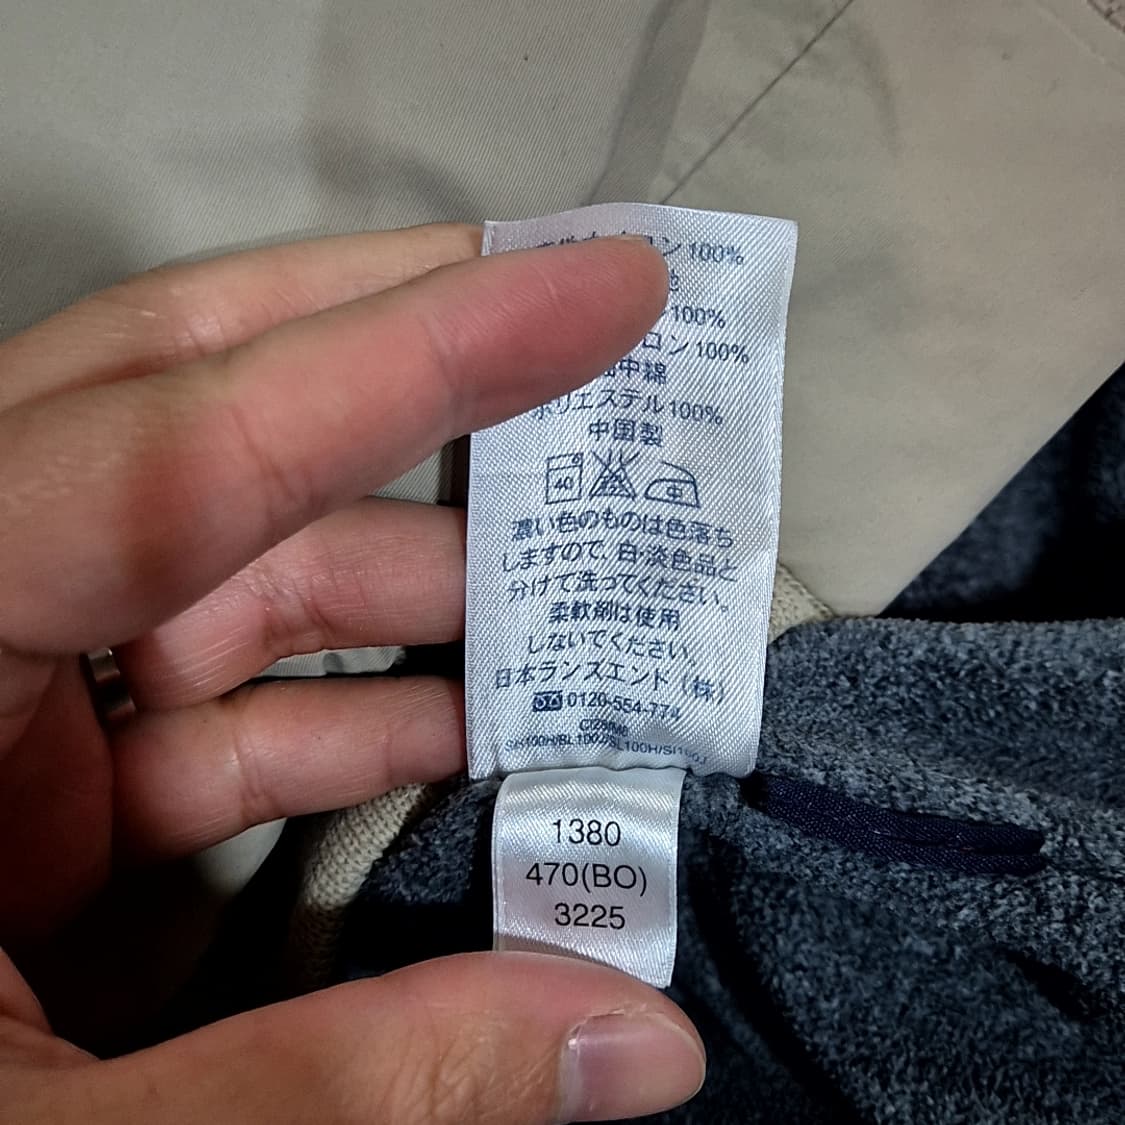 ロン 100%
100%
ロン 100%
中綿
ポリエステル100%
中国製
40 中
濃い色のものは色落ち
しますので、白・淡色品と
分けて洗ってください。
柔軟剤は使用
しないでください。
日本ランズエンド(株)
0120-554-774
1380
470(BO)
3225